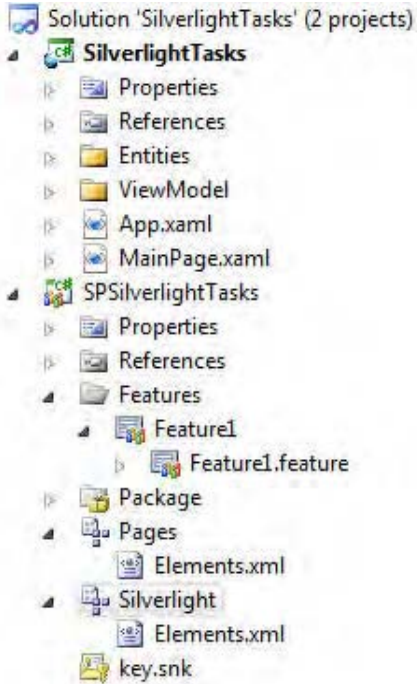 Solution 'SilverlightTasks' (2 projects)
SilverlightTasks
Properties
References
Entities
ViewModel
App.xaml
MainPage.xaml
SPSilverlightTasks
Properties
References
Features
Feature1
Feature1.feature
Package
Pages
Elements.xml
Silverlight
Elements.xml
key.snk